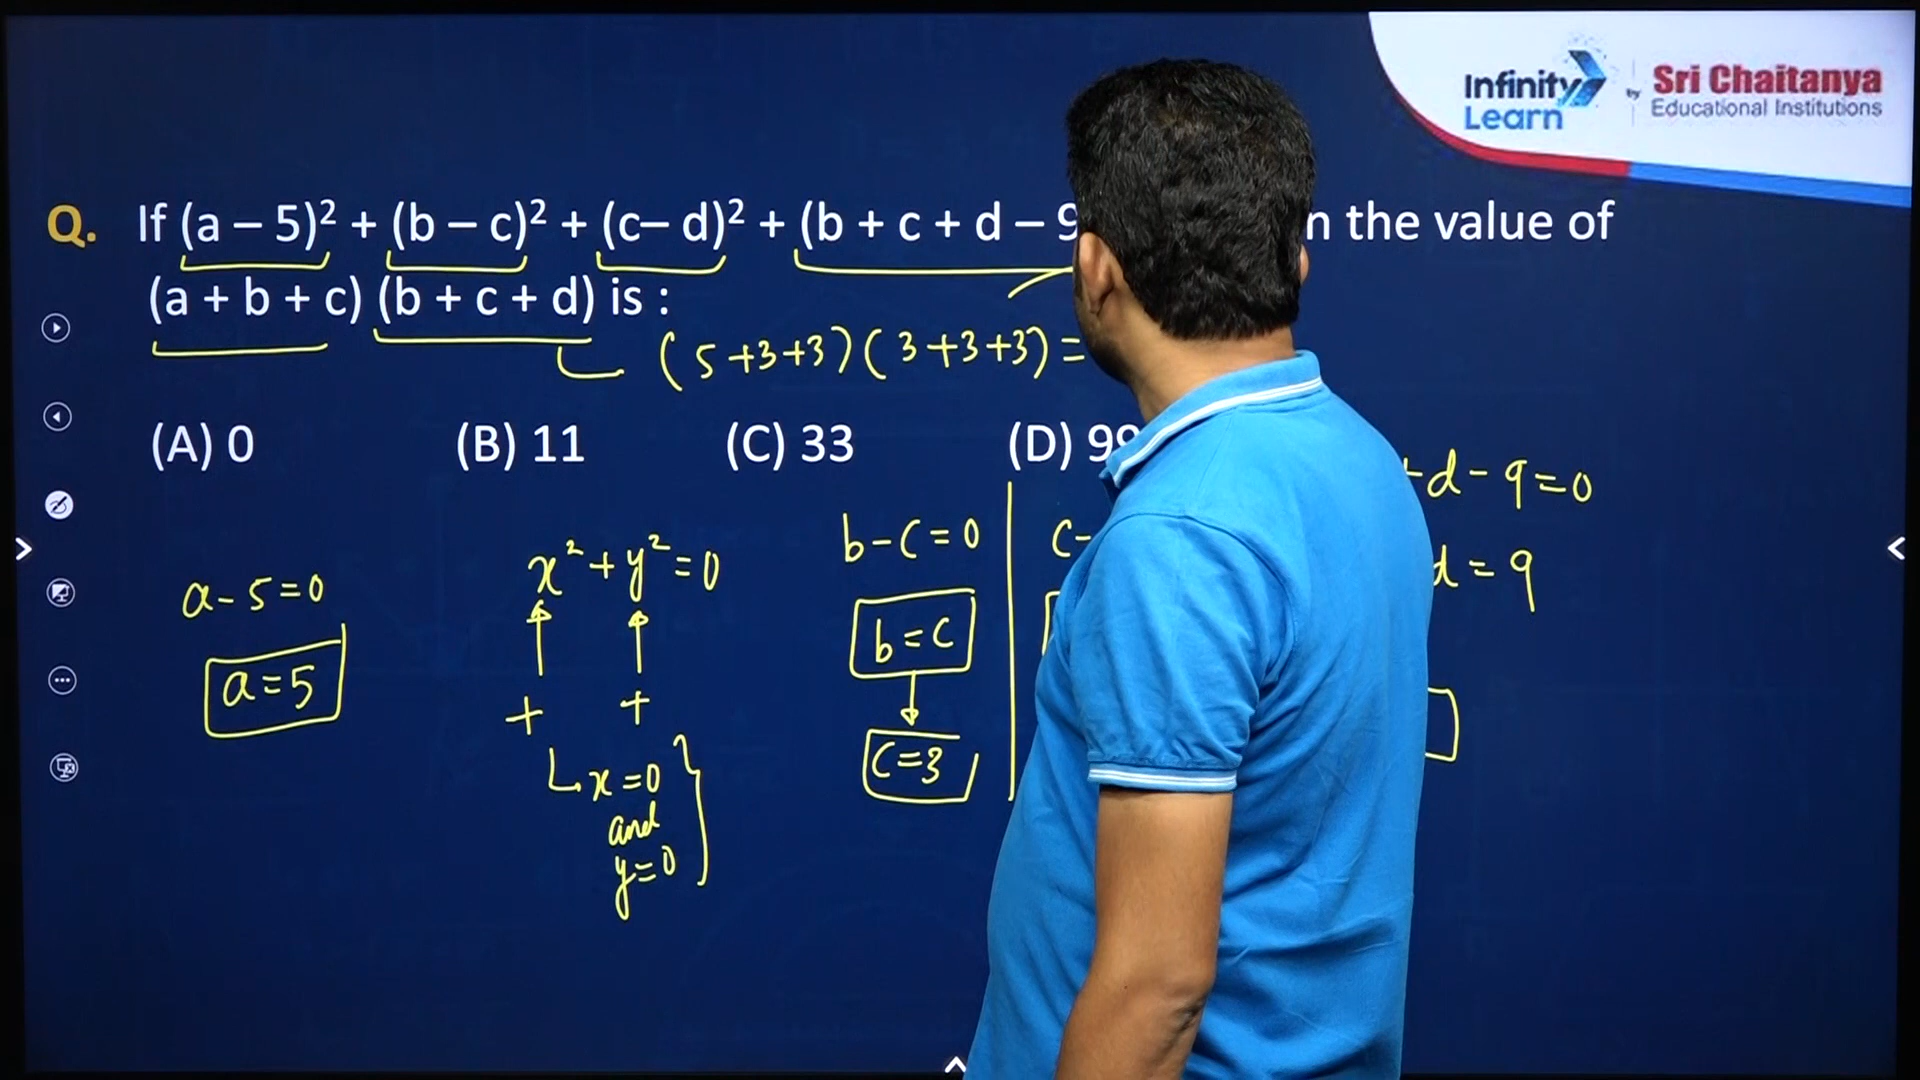 Infinity Learn by Sri Chaitanya Educational Institutions
Q. If (a – 5)² + (b – c)² + (c– d)² + (b + c + d – 9 n the value of
(a + b + c) (b + c + d) is :
(5+3+3)(3+3+3)=
(A) 0 (B) 11 (C) 33 (D) 99
+d-9=0
d=9
a-5=0
a=5
x²+y²=0
+ +
x=0
and
y=0
b-c=0
b=c
c=3
c-